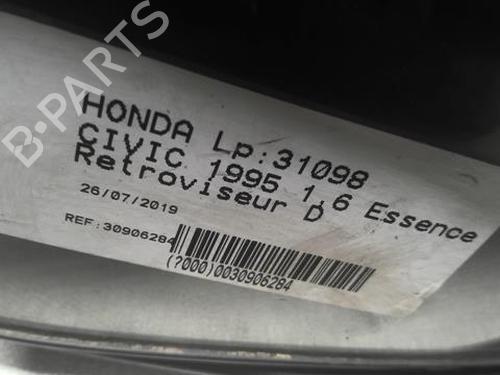 B-PARTS
HONDA Lp:31098
CIVIC 1995 1,6 Essence
Retroviseur D
26/07/2019
REF:30906284
(?000)0030906284